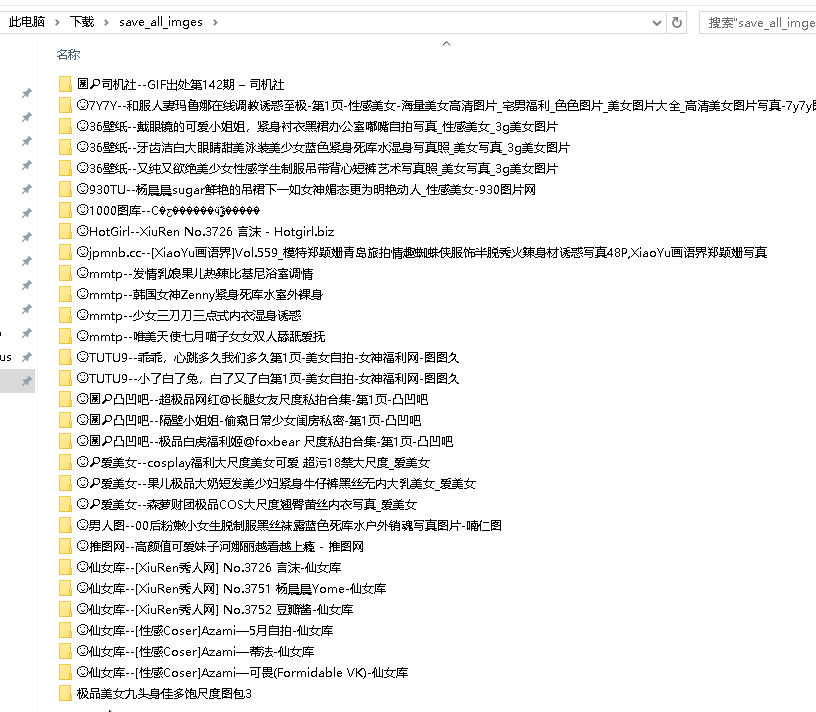 此电脑 > 下载 > save_all_imges >
搜索"save_all_imge
名称
图🔎司机社--GIF出处第142期 – 司机社
☺7Y7Y--和服人妻玛鲁娜在线调教诱惑至极-第1页-性感美女-海量美女高清图片_宅男福利_色色图片_美女图片大全_高清美女图片写真-7y7y图
☺36壁纸--戴眼镜的可爱小姐姐，紧身衬衣黑裙办公室嘟嘴自拍写真_性感美女_3g美女图片
☺36壁纸--牙齿洁白大眼睛甜美泳装美少女蓝色紧身死库水湿身写真照_美女写真_3g美女图片
☺36壁纸--又纯又欲绝美少女性感学生制服吊带背心短裤艺术写真照_美女写真_3g美女图片
☺930TU--杨晨晨sugar鲜艳的吊裙下一如女神媚态更为明艳动人_性感美女-930图片网
☺1000图库--
☺HotGirl--XiuRen No.3726 言沫 - Hotgirl.biz
☺jpmnb.cc--[XiaoYu画语界]Vol.559_模特郑颖姗青岛旅拍情趣蜘蛛侠服饰半脱秀火辣身材诱惑写真48P,XiaoYu画语界郑颖姗写真
☺mmtp--发情乳娘果儿热辣比基尼浴室调情
☺mmtp--韩国女神Zenny紧身死库水室外裸身
☺mmtp--少女三刀刀三点式内衣湿身诱惑
☺mmtp--唯美天使七月喵子女女双人舔舐爱抚
☺TUTU9--乖乖，心跳多久我们多久第1页-美女自拍-女神福利网-图图久
☺TUTU9--小了白了兔，白了又了白第1页-美女自拍-女神福利网-图图久
☺图🔎凸凹吧--超极品网红@长腿女友尺度私拍合集-第1页-凸凹吧
☺图🔎凸凹吧--隔壁小姐姐-偷窥日常少女闺房私密-第1页-凸凹吧
☺图🔎凸凹吧--极品白虎福利姬@foxbear 尺度私拍合集-第1页-凸凹吧
☺🔎爱美女--cosplay福利大尺度美女可爱 超污18禁大尺度_爱美女
☺🔎爱美女--果儿极品大奶短发美少妇紧身牛仔裤黑丝无内大乳美女_爱美女
☺🔎爱美女--森萝财团极品COS大尺度翘臀蕾丝内衣写真_爱美女
☺男人图--00后粉嫩小女生脱制服黑丝袜露蓝色死库水户外销魂写真图片-喃仁图
☺推图网--高颜值可爱妹子河娜丽越看越上瘾 - 推图网
☺仙女库--[XiuRen秀人网] No.3726 言沫-仙女库
☺仙女库--[XiuRen秀人网] No.3751 杨晨晨Yome-仙女库
☺仙女库--[XiuRen秀人网] No.3752 豆瓣酱-仙女库
☺仙女库--[性感Coser]Azami—5月自拍-仙女库
☺仙女库--[性感Coser]Azami—蒂法-仙女库
☺仙女库--[性感Coser]Azami—可畏(Formidable VK)-仙女库
极品美女九头身佳多饱尺度图包3
us